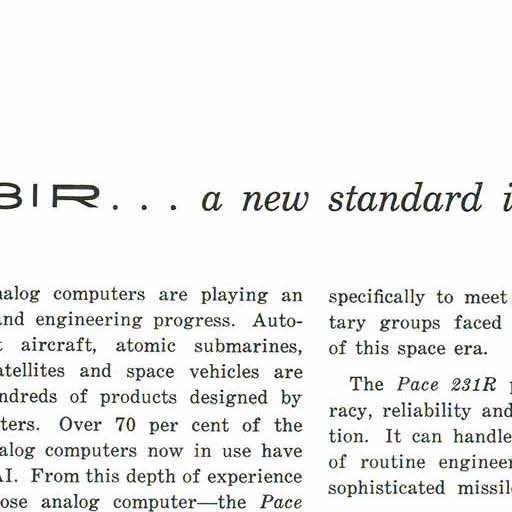 31R... a new standard i
nalog computers are playing an
and engineering progress. Auto-
t aircraft, atomic submarines,
atellites and space vehicles are
ndreds of products designed by
ters. Over 70 per cent of the
alog computers now in use have
AI. From this depth of experience
ose analog computer—the Pace
specifically to meet
tary groups faced
of this space era.
The Pace 231R p
racy, reliability and
tion. It can handle
of routine engineer
sophisticated missil